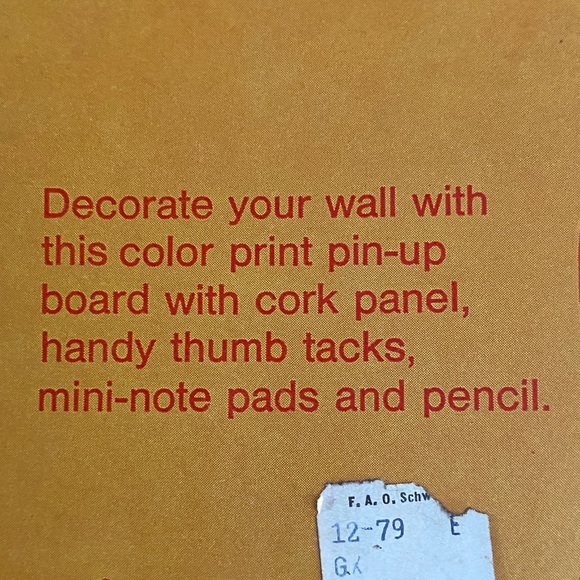 Decorate your wall with
this color print pin-up
board with cork panel,
handy thumb tacks,
mini-note pads and pencil.
F. A. O. Schw
12-79 E